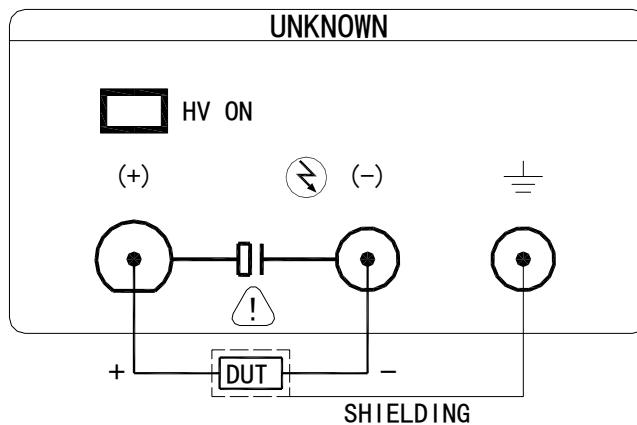 UNKNOWN
HV ON
(+)
(−)
!
+
DUT
−
SHIELDING